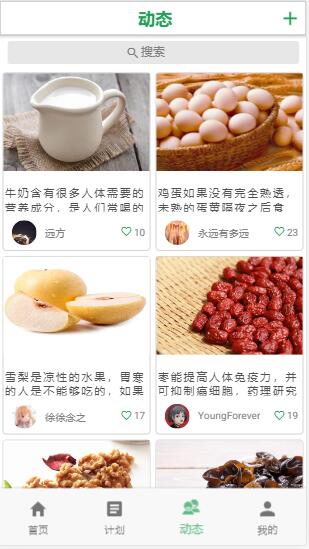 动态
搜索
牛奶含有很多人体需要的
营养成分，是人们常喝的
远方 10
鸡蛋如果没有完全熟透，
未熟的蛋黄隔夜之后食
永远有多远 23
雪梨是凉性的水果，胃寒
的人是不能够吃的，如果
徐徐念之 17
枣能提高人体免疫力，并
可抑制癌细胞，药理研究
YoungForever 19
首页 计划 动态 我的